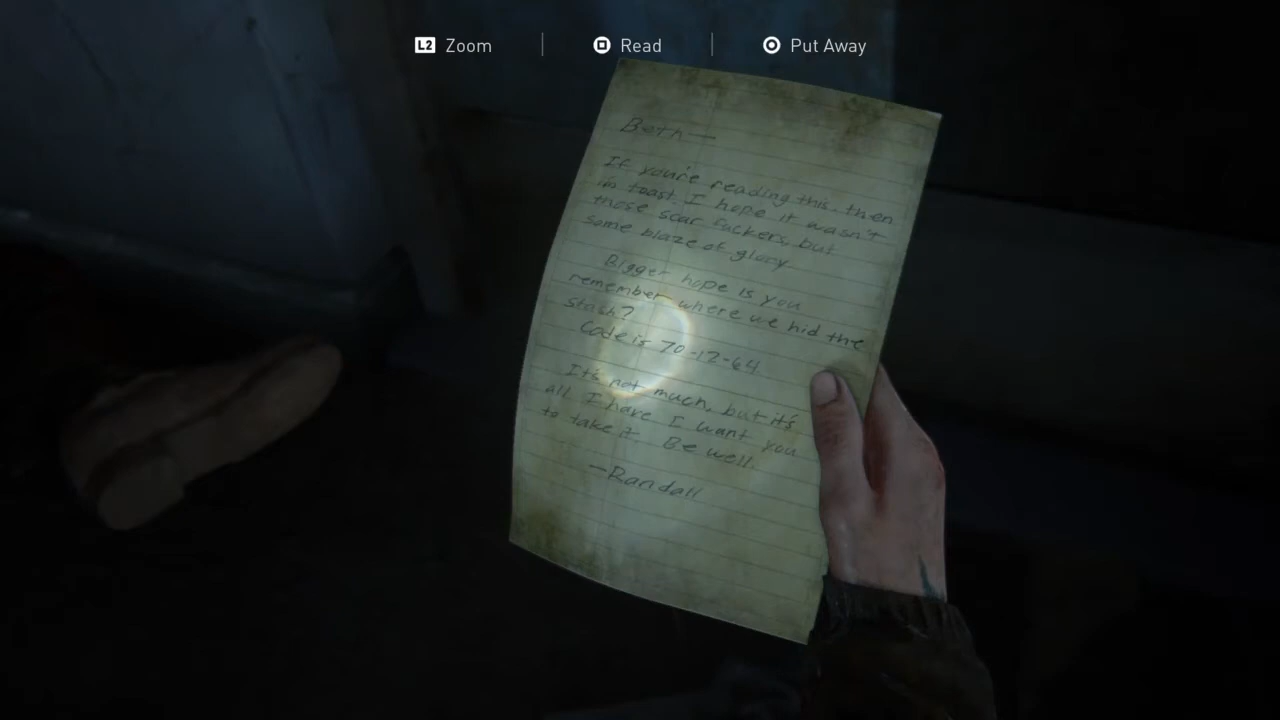 L2 Zoom | Read | Put Away
Beth—
If you're reading this. then
i'm toast. I hope it wasn't
those scar fuckers, but
some blaze of glory.
Bigger hope is you
remember where we hid the
stash?
Code is 70-12-64.
It's not much, but it's
all I have. I want you
to take it. Be well.
—Randall